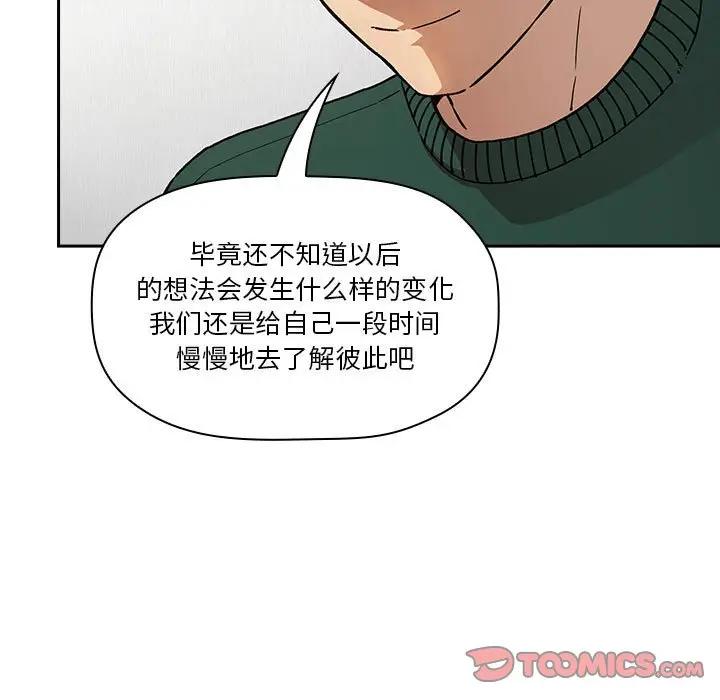 毕竟还不知道以后
的想法会发生什么样的变化
我们还是给自己一段时间
慢慢地去了解彼此吧
TOOMICS.COM